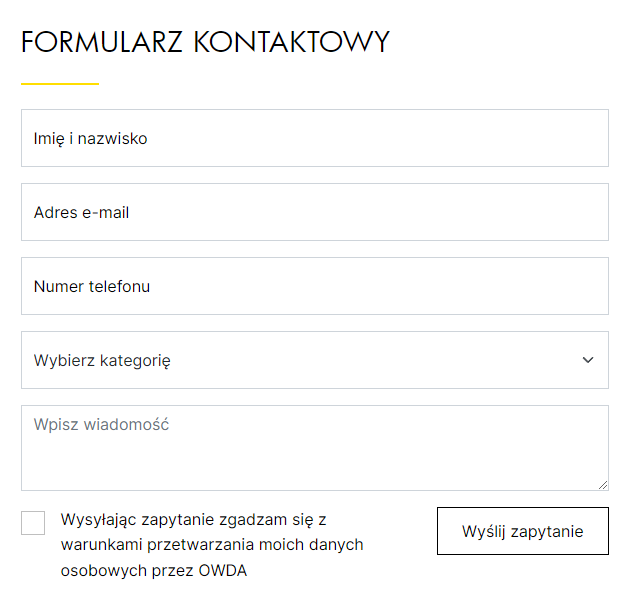 FORMULARZ KONTAKTOWY
Imię i nazwisko
Adres e-mail
Numer telefonu
Wybierz kategorię
Wpisz wiadomość
Wysyłając zapytanie zgadzam się z
warunkami przetwarzania moich danych
osobowych przez OWDA
Wyślij zapytanie